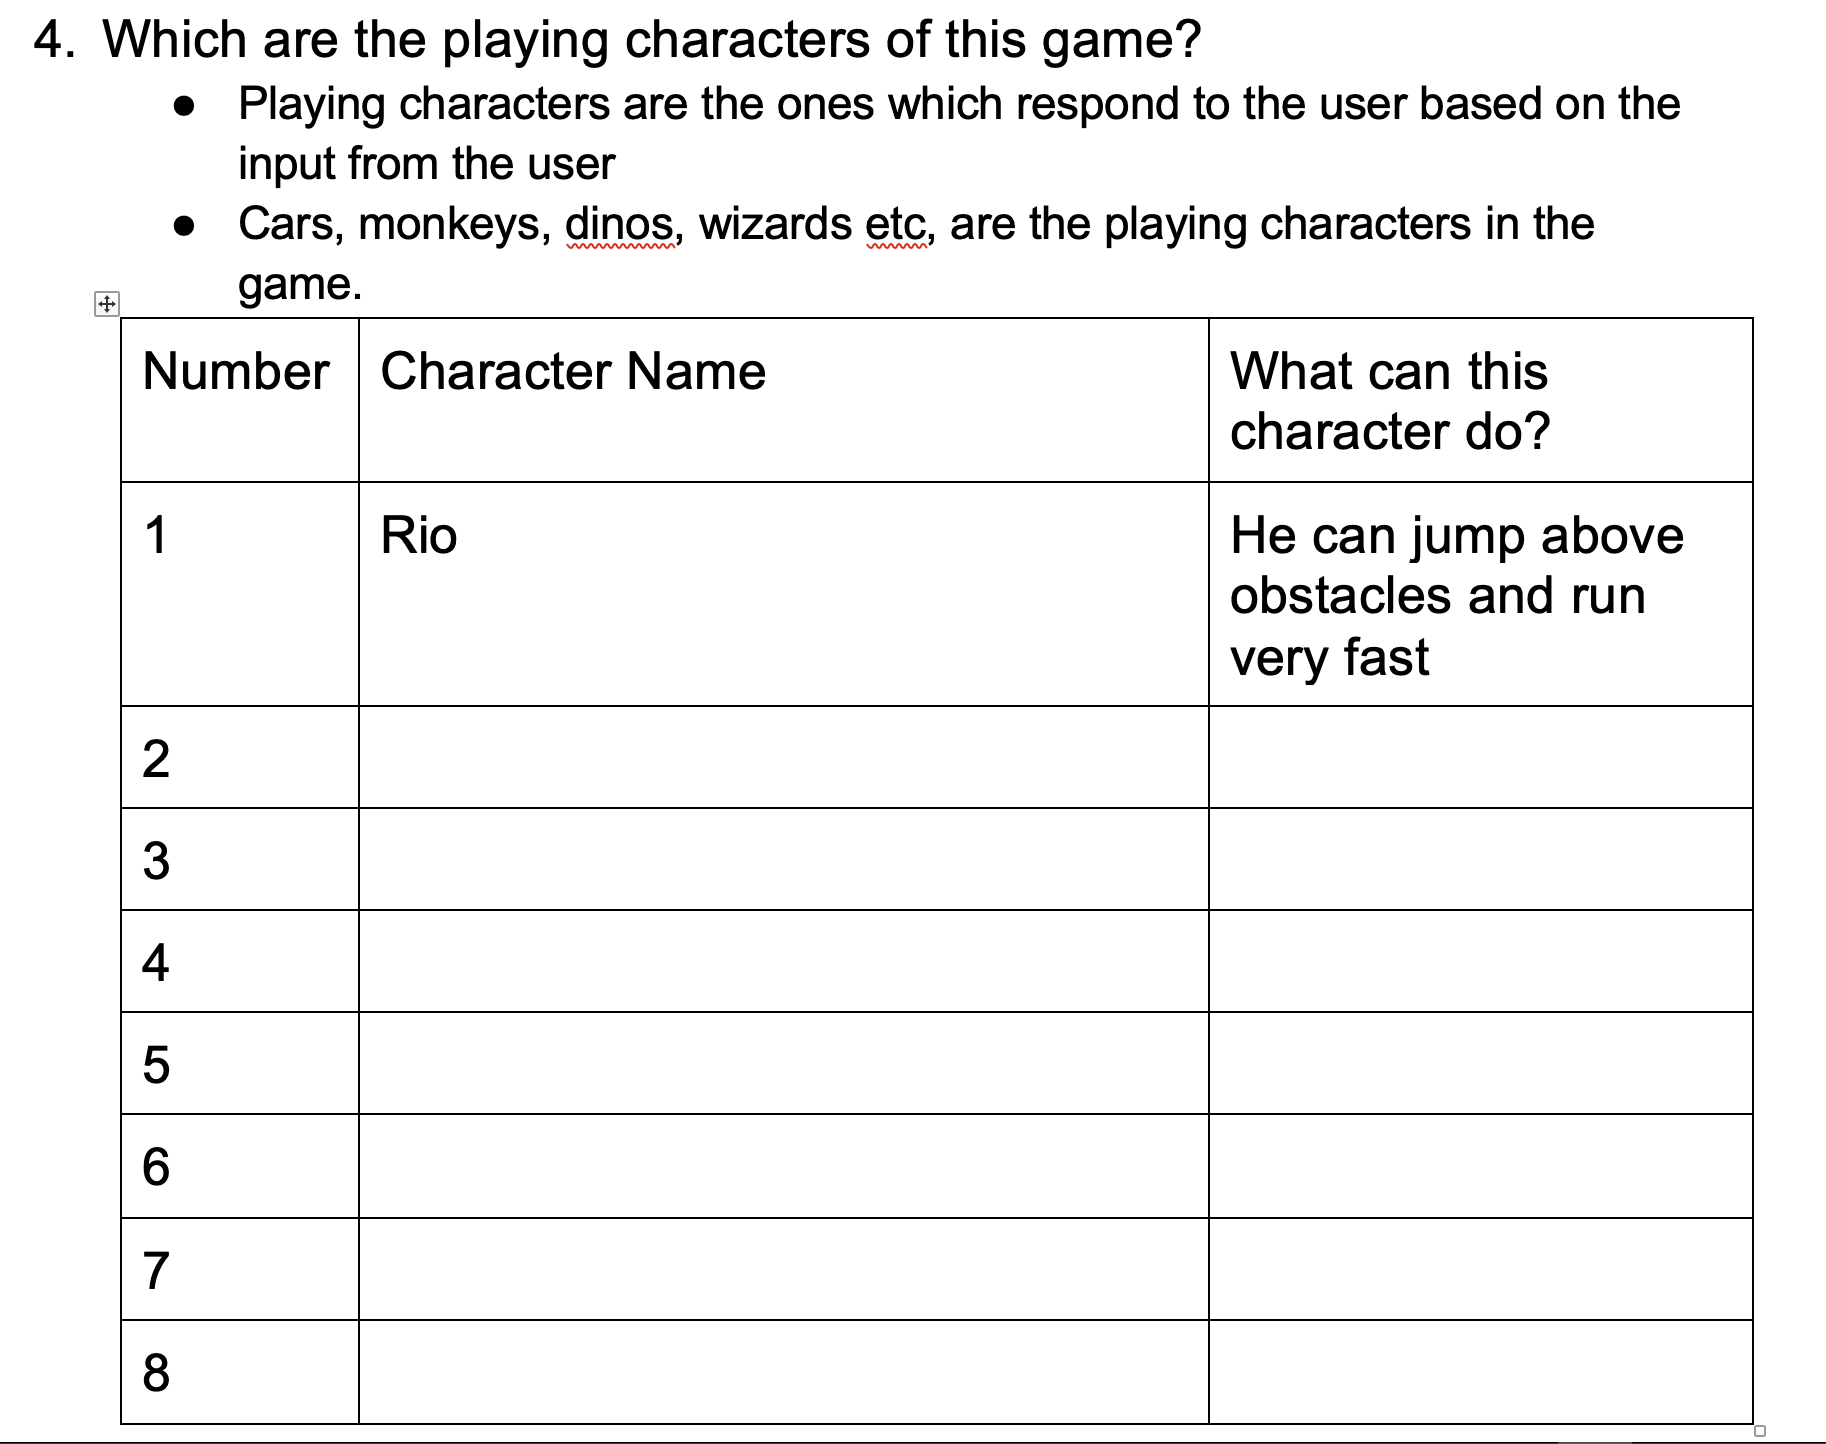 4. Which are the playing characters of this game?
● Playing characters are the ones which respond to the user based on the
input from the user
● Cars, monkeys, dinos, wizards etc, are the playing characters in the
game.
Number Character Name What can this
character do?
1 Rio He can jump above
obstacles and run
very fast
2
3
4
5
6
7
8